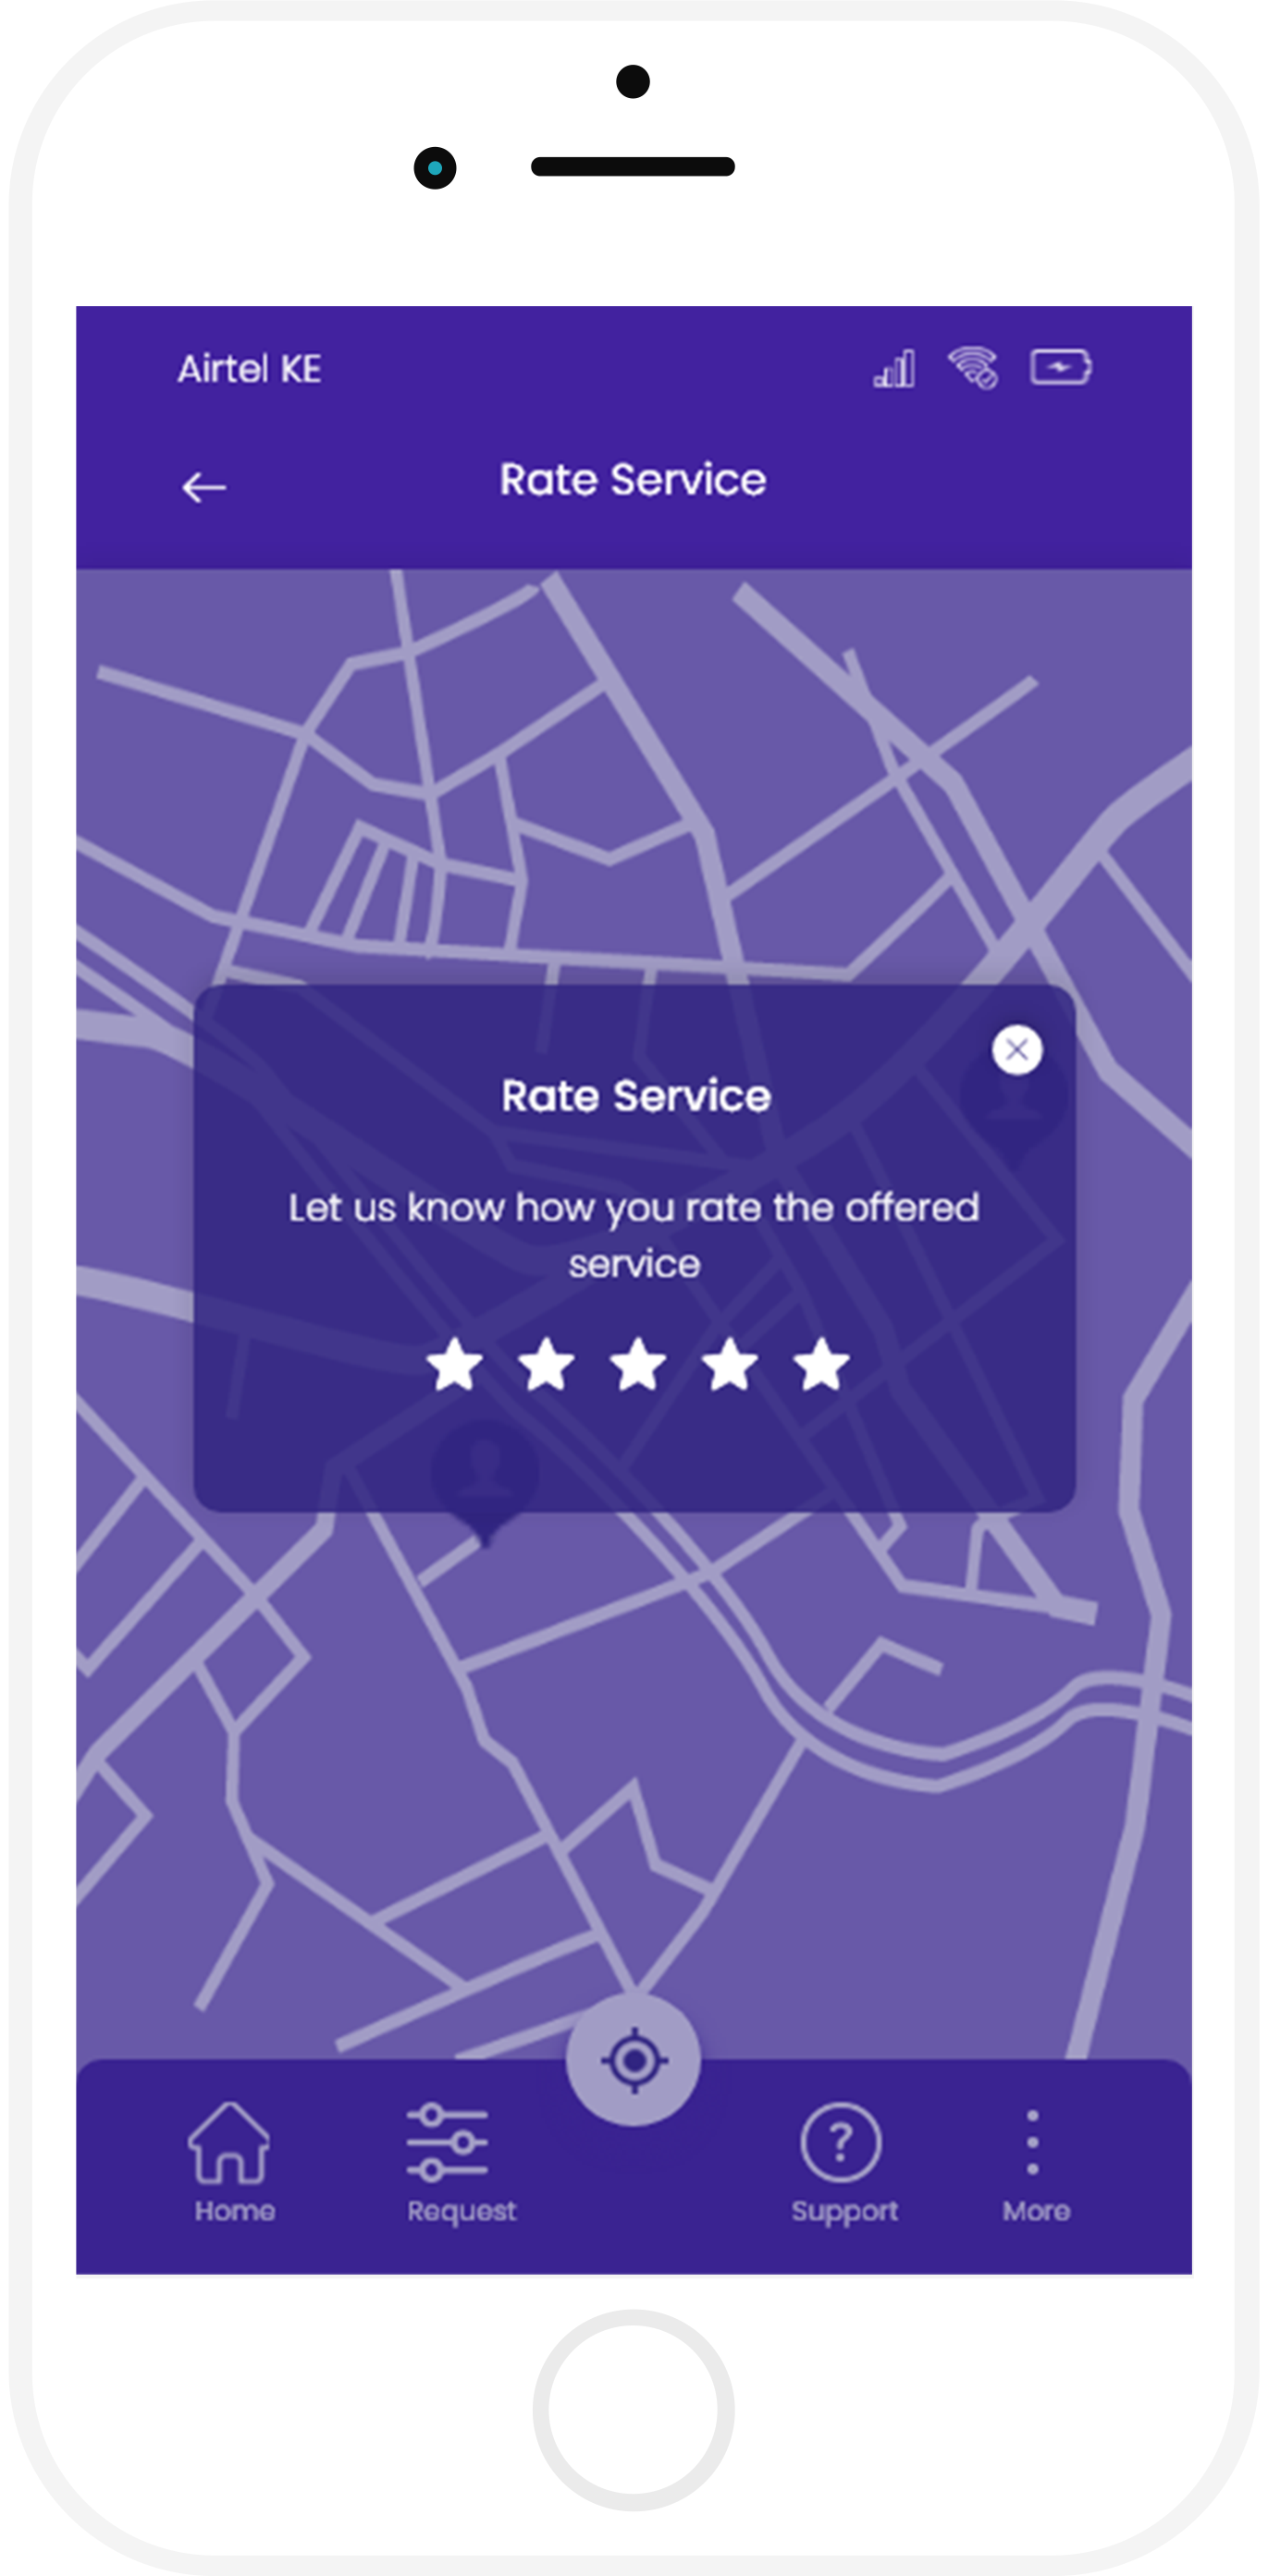 Airtel KE
Rate Service
Rate Service
Let us know how you rate the offered
service
Home
Request
Support
More